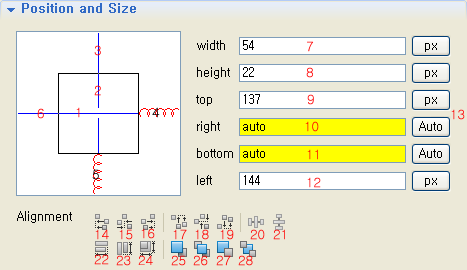 Position and Size
3
width 54 7 px
2
height 22 8 px
top 137 9 px
6 1 4 13
right auto 10 Auto
bottom auto 11 Auto
5
left 144 12 px
Alignment
14 15 16 17 18 19 20 21
22 23 24 25 26 27 28